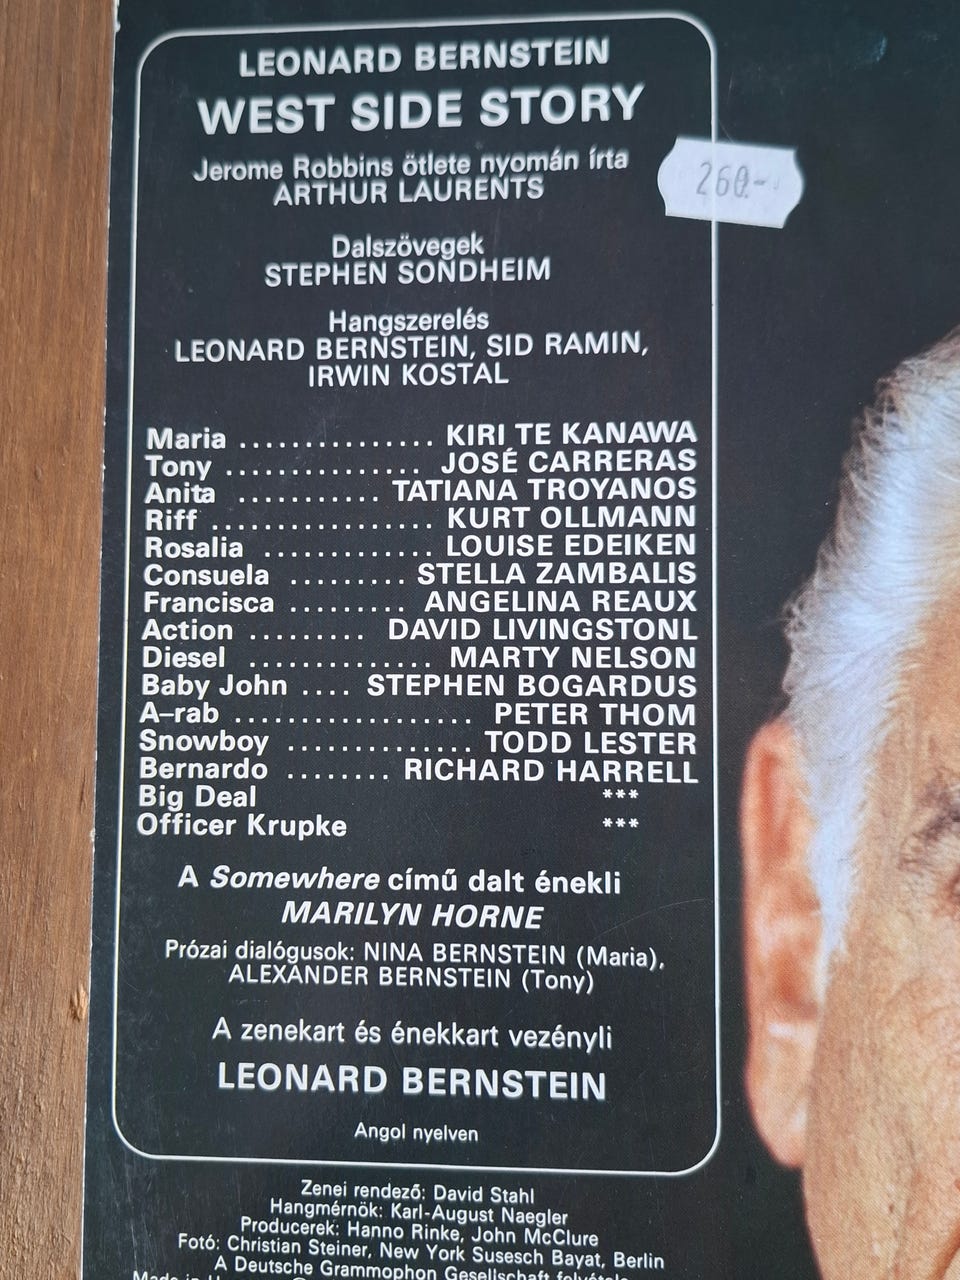 LEONARD BERNSTEIN
WEST SIDE STORY
Jerome Robbins ötlete nyomán írta
ARTHUR LAURENTS
260.-
Dalszövegek
STEPHEN SONDHEIM
Hangszerelés
LEONARD BERNSTEIN, SID RAMIN,
IRWIN KOSTAL
Maria ............... KIRI TE KANAWA
Tony ............... JOSÉ CARRERAS
Anita ........... TATIANA TROYANOS
Riff ................. KURT OLLMANN
Rosalia ............. LOUISE EDEIKEN
Consuela ......... STELLA ZAMBALIS
Francisca ......... ANGELINA REAUX
Action ......... DAVID LIVINGSTONL
Diesel .............. MARTY NELSON
Baby John .... STEPHEN BOGARDUS
A–rab .................. PETER THOM
Snowboy .............. TODD LESTER
Bernardo ........ RICHARD HARRELL
Big Deal ***
Officer Krupke ***
A Somewhere című dalt énekli
MARILYN HORNE
Prózai dialógusok: NINA BERNSTEIN (Maria),
ALEXANDER BERNSTEIN (Tony)
A zenekart és énekkart vezényli
LEONARD BERNSTEIN
Angol nyelven
Zenei rendező: David Stahl
Hangmérnök: Karl-August Naegler
Producerek: Hanno Rinke, John McClure
Fotó: Christian Steiner, New York Susesch Bayat, Berlin
A Deutsche Grammophon Gesellschaft
Made in